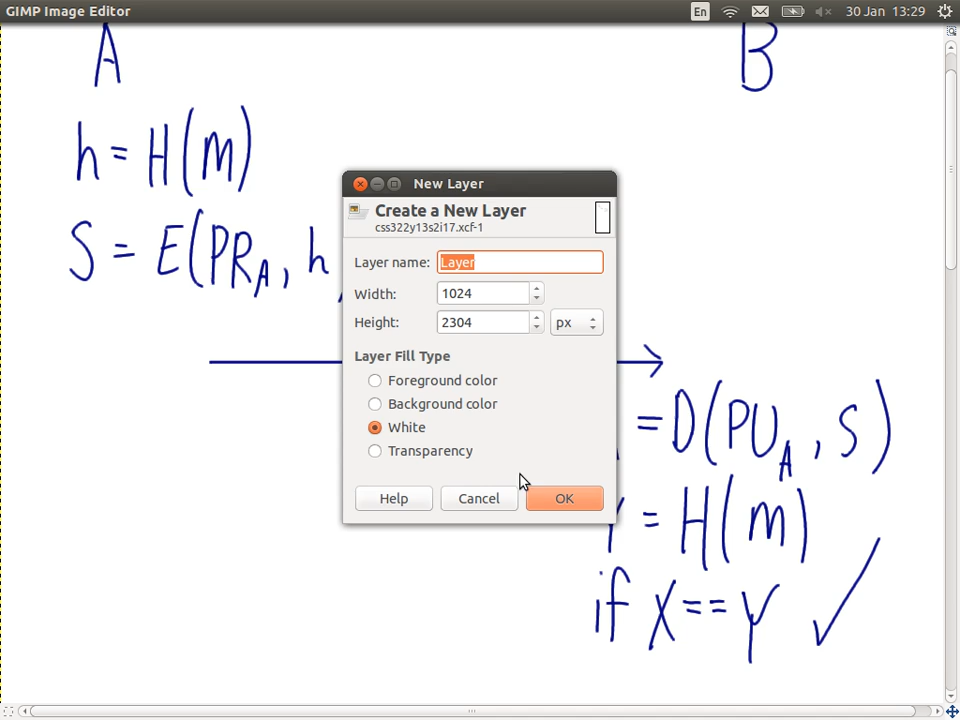 GIMP Image Editor
En
30 Jan 13:29
A
B
h = H(M)
S = E(PRA, h
New Layer
Create a New Layer
css322y13s2i17.xcf-1
Layer name: Layer
Width: 1024
Height: 2304 px
Layer Fill Type
Foreground color
Background color
White
Transparency
Help Cancel OK
= D(PUA, S)
Y = H(M)
if X == Y ✓